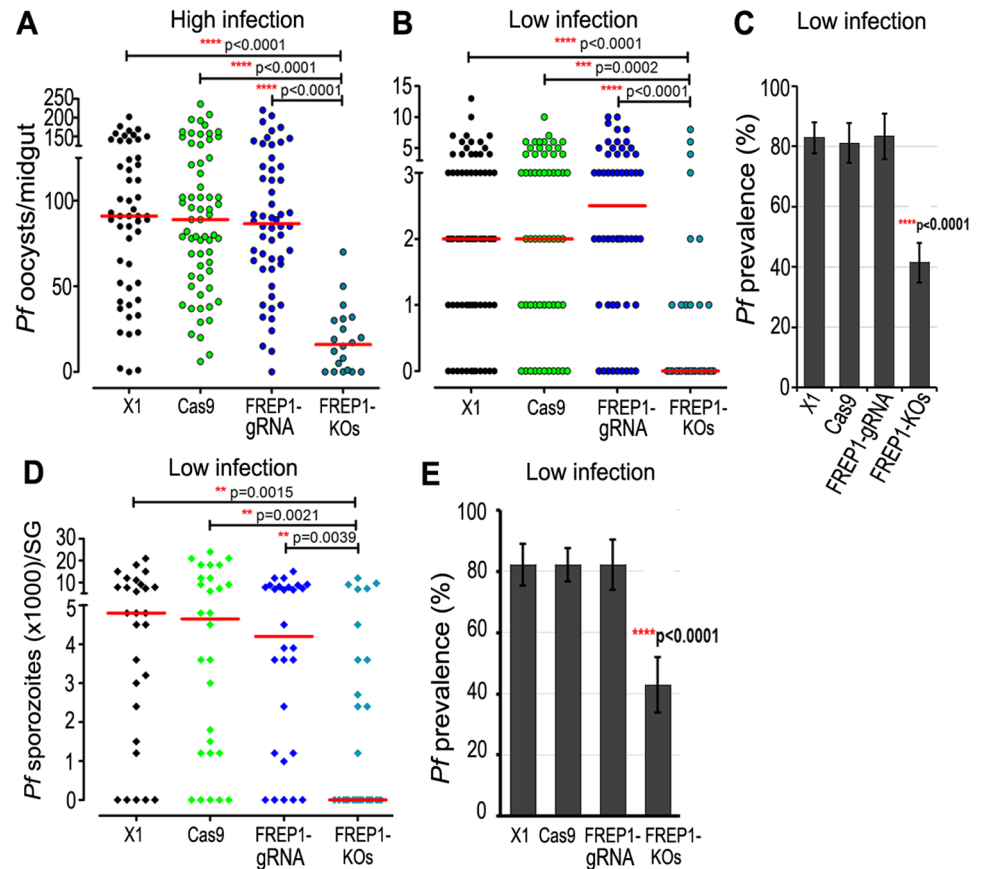 A
High infection
**** p<0.0001
**** p<0.0001
**** p<0.0001
Pf oocysts/midgut
250
200
150
100
50
0
X1
Cas9
FREP1-
gRNA
FREP1-
KOs
B
Low infection
**** p<0.0001
*** p=0.0002
**** p<0.0001
15
10
5
3
2
1
0
X1
Cas9
FREP1-
gRNA
FREP1-
KOs
C
Low infection
Pf prevalence (%)
100
80
60
40
20
0
****p<0.0001
X1
Cas9
FREP1-gRNA
FREP1-KOs
D
Low infection
** p=0.0015
** p=0.0021
** p=0.0039
Pf sporozoites (x1000)/SG
30
20
10
5
4
3
2
1
0
X1
Cas9
FREP1-
gRNA
FREP1-
KOs
E
Low infection
Pf prevalence (%)
100
80
60
40
20
0
****p<0.0001
X1
Cas9
FREP1-
gRNA
FREP1-
KOs